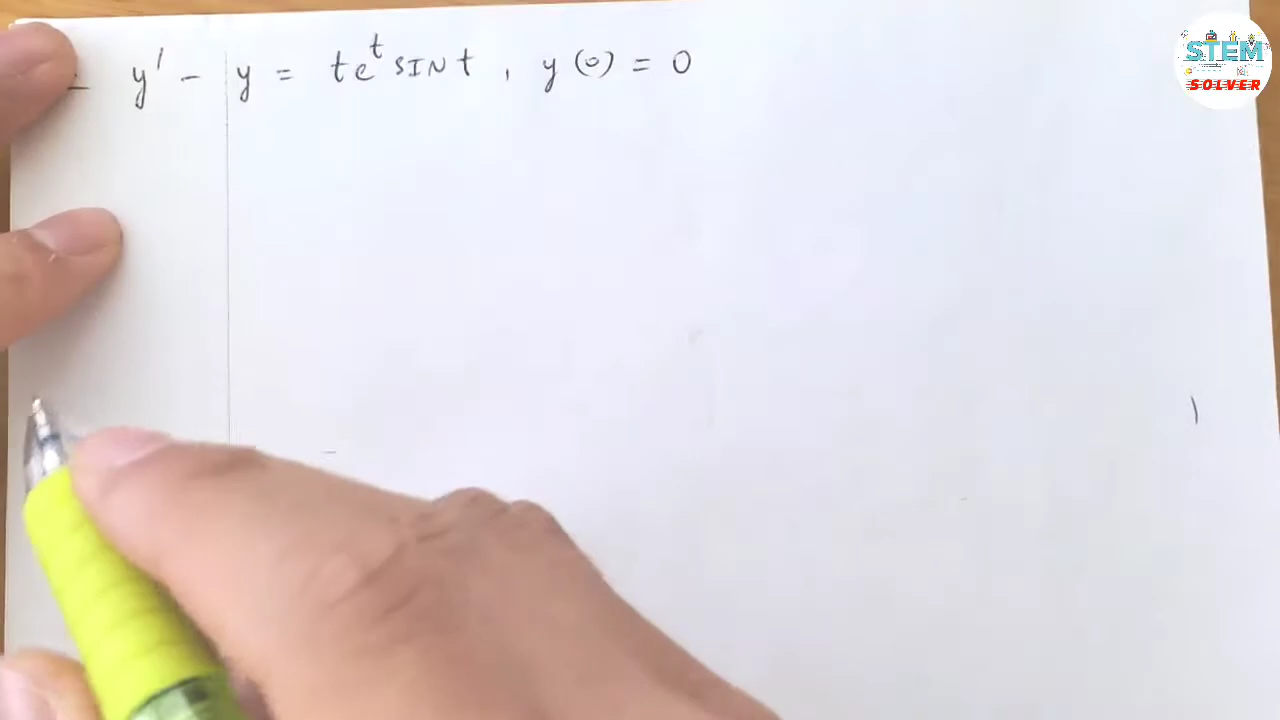 y' - y = te^t SIN t , y(0) = 0
STEM
SOLVER